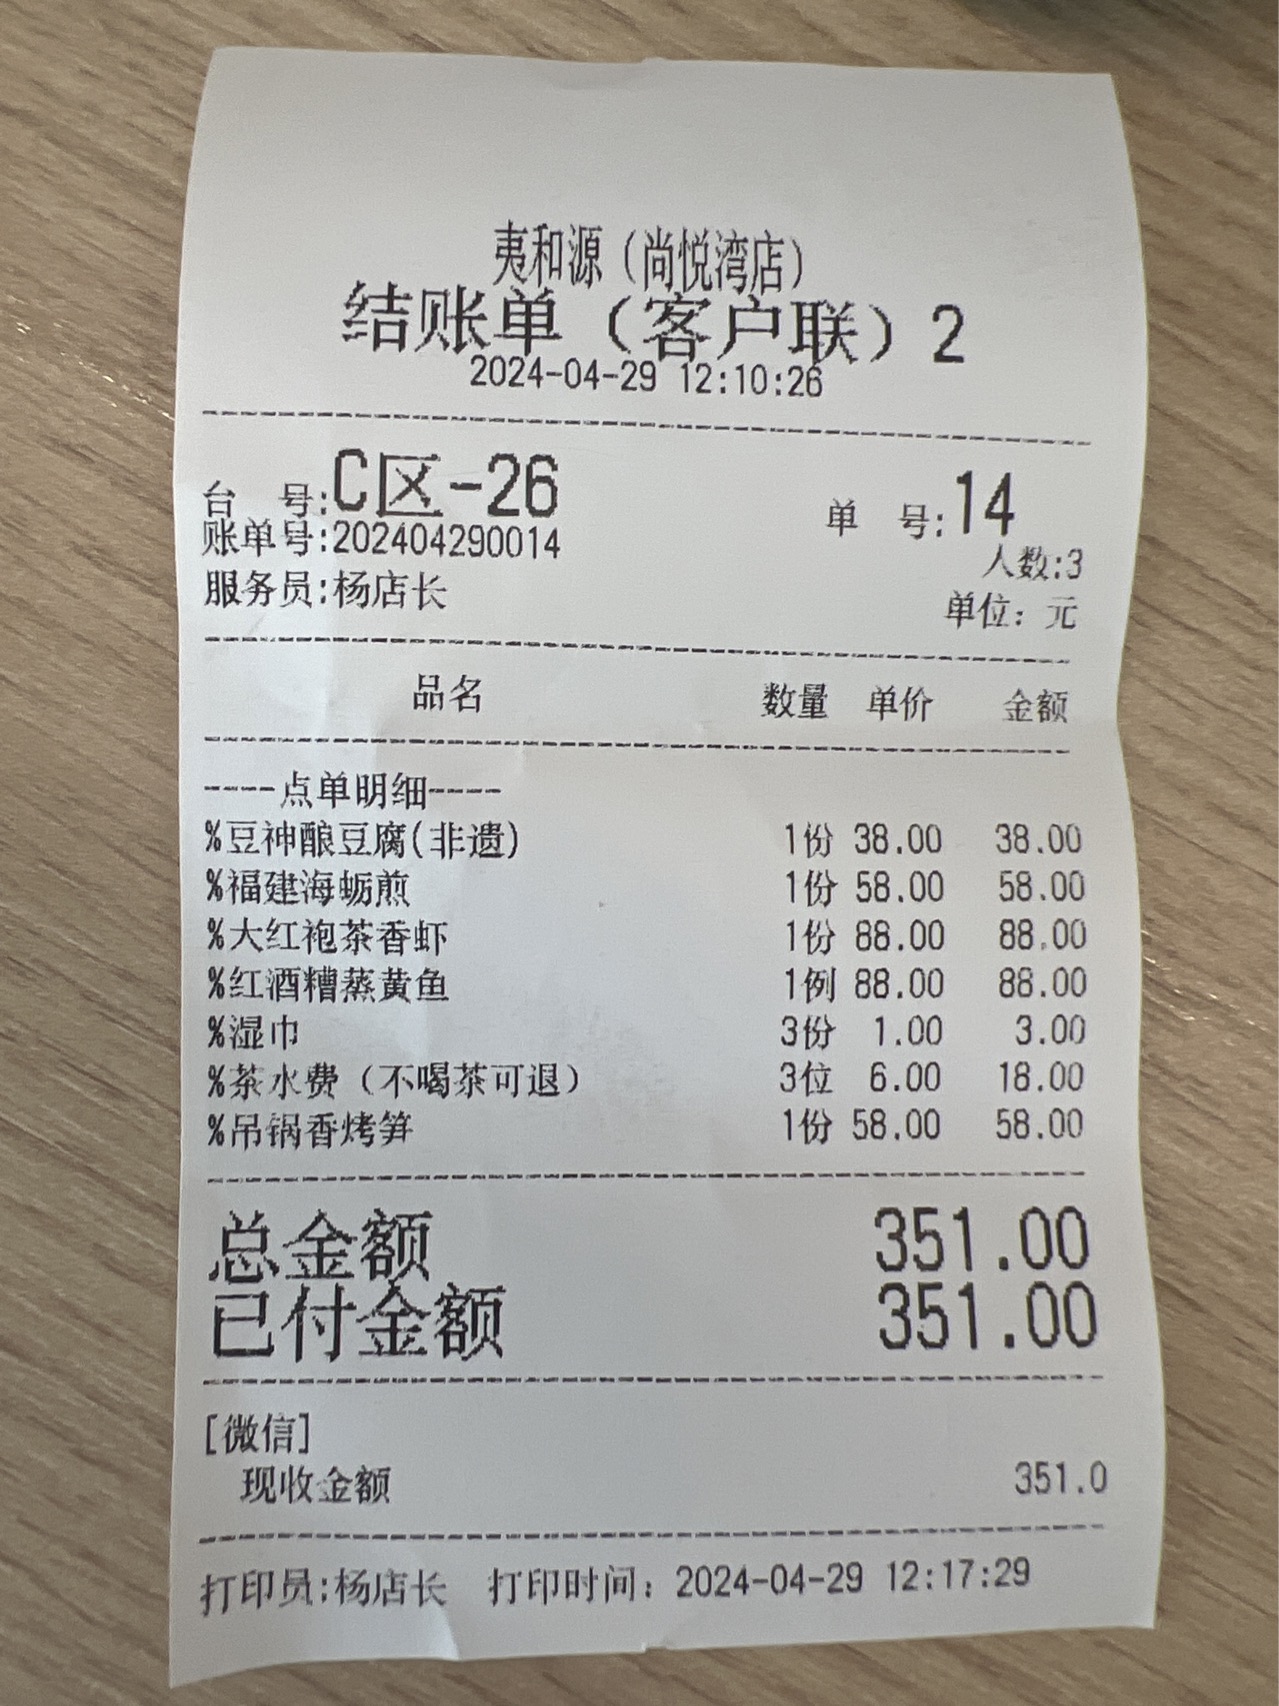 夷和源（尚悦湾店）
结账单（客户联）2
2024-04-29 12:10:26
台 号:C区-26 单 号:14
账单号:202404290014 人数:3
服务员:杨店长 单位：元
品名 数量 单价 金额
----点单明细----
%豆神酿豆腐(非遗) 1份 38.00 38.00
%福建海蛎煎 1份 58.00 58.00
%大红袍茶香虾 1份 88.00 88.00
%红酒糟蒸黄鱼 1例 88.00 88.00
%湿巾 3份 1.00 3.00
%茶水费（不喝茶可退） 3位 6.00 18.00
%吊锅香烤笋 1份 58.00 58.00
总金额 351.00
已付金额 351.00
[微信]
现收金额 351.0
打印员:杨店长 打印时间：2024-04-29 12:17:29